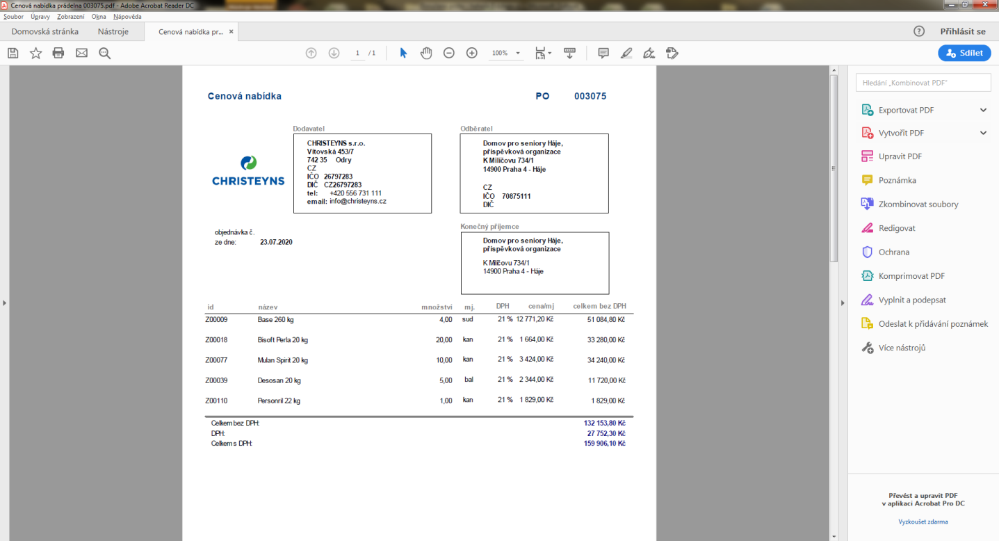 Cenová nabídka prádelna 003075.pdf - Adobe Acrobat Reader DC
Soubor Úpravy Zobrazení Okna Nápověda
Domovská stránka Nástroje Cenová nabídka pr... × ? Přihlásit se
1 / 1 100% Sdílet
Cenová nabídka PO 003075
Dodavatel
CHRISTEYNS s.r.o.
Vítovská 453/7
742 35 Odry
CZ
IČO 26797283
DIČ CZ26797283
tel: +420 556 731 111
email: info@christeyns.cz
CHRISTEYNS
Odběratel
Domov pro seniory Háje,
příspěvková organizace
K Milíčovu 734/1
14900 Praha 4 - Háje
CZ
IČO 70875111
DIČ
objednávka č.
ze dne: 23.07.2020
Konečný příjemce
Domov pro seniory Háje,
příspěvková organizace
K Milíčovu 734/1
14900 Praha 4 - Háje
id název množství mj. DPH cena/mj celkem bez DPH
Z00009 Base 260 kg 4,00 sud 21 % 12 771,20 Kč 51 084,80 Kč
Z00018 Bisoft Perla 20 kg 20,00 kan 21 % 1 664,00 Kč 33 280,00 Kč
Z00077 Mulan Spirit 20 kg 10,00 kan 21 % 3 424,00 Kč 34 240,00 Kč
Z00039 Desosan 20 kg 5,00 bal 21 % 2 344,00 Kč 11 720,00 Kč
Z00110 Personril 22 kg 1,00 kan 21 % 1 829,00 Kč 1 829,00 Kč
Celkem bez DPH: 132 153,80 Kč
DPH: 27 752,30 Kč
Celkem s DPH: 159 906,10 Kč
Hledání „Kombinovat PDF"
Exportovat PDF
Vytvořit PDF
Upravit PDF
Poznámka
Zkombinovat soubory
Redigovat
Ochrana
Komprimovat PDF
Vyplnit a podepsat
Odeslat k přidávání poznámek
Více nástrojů
Převést a upravit PDF
v aplikaci Acrobat Pro DC
Vyzkoušet zdarma